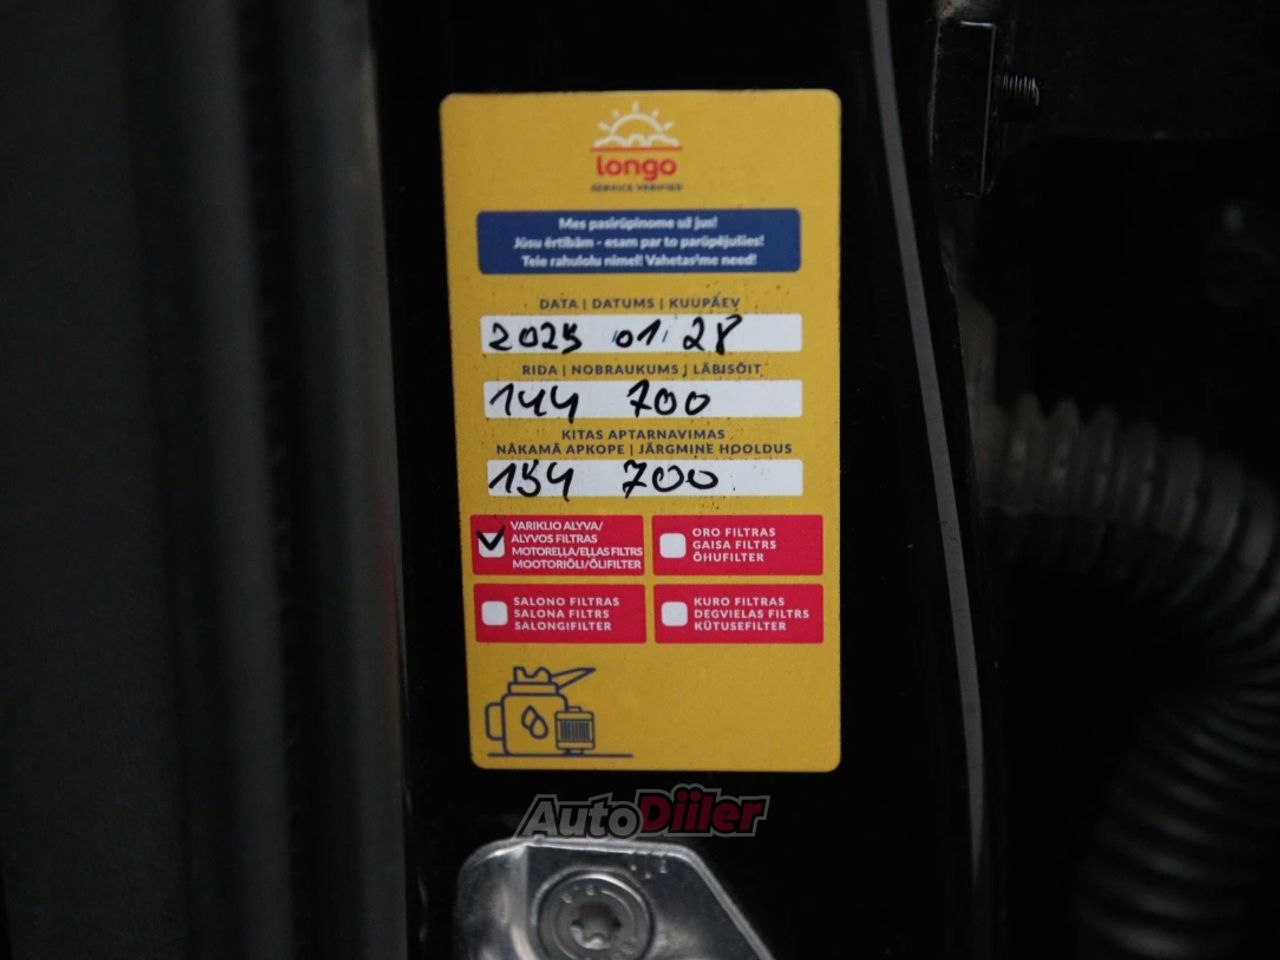 longo
SERVICE VERIFIED
Mes pasirūpinome už jus!
Jūsu ērtībām - esam par to parūpējušies!
Teie rahulolu nimel! Vahetas me need!
DATA | DATUMS | KUUPÄEV
2025 01 28
RIDA | NOBRAUKUMS | LÄBISÕIT
144 700
KITAS APTARNAVIMAS
NĀKAMĀ APKOPE | JÄRGMINE HOOLDUS
154 700
VARIKLIO ALYVA/
ALYVOS FILTRAS
MOTOREĻĻA/EĻĻAS FILTRS
MOOTORIÕLI/ÕLIFILTER
ORO FILTRAS
GAISA FILTRS
ÕHUFILTER
SALONO FILTRAS
SALONA FILTRS
SALONGIFILTER
KURO FILTRAS
DEGVIELAS FILTRS
KÜTUSEFILTER
AutoDiiler